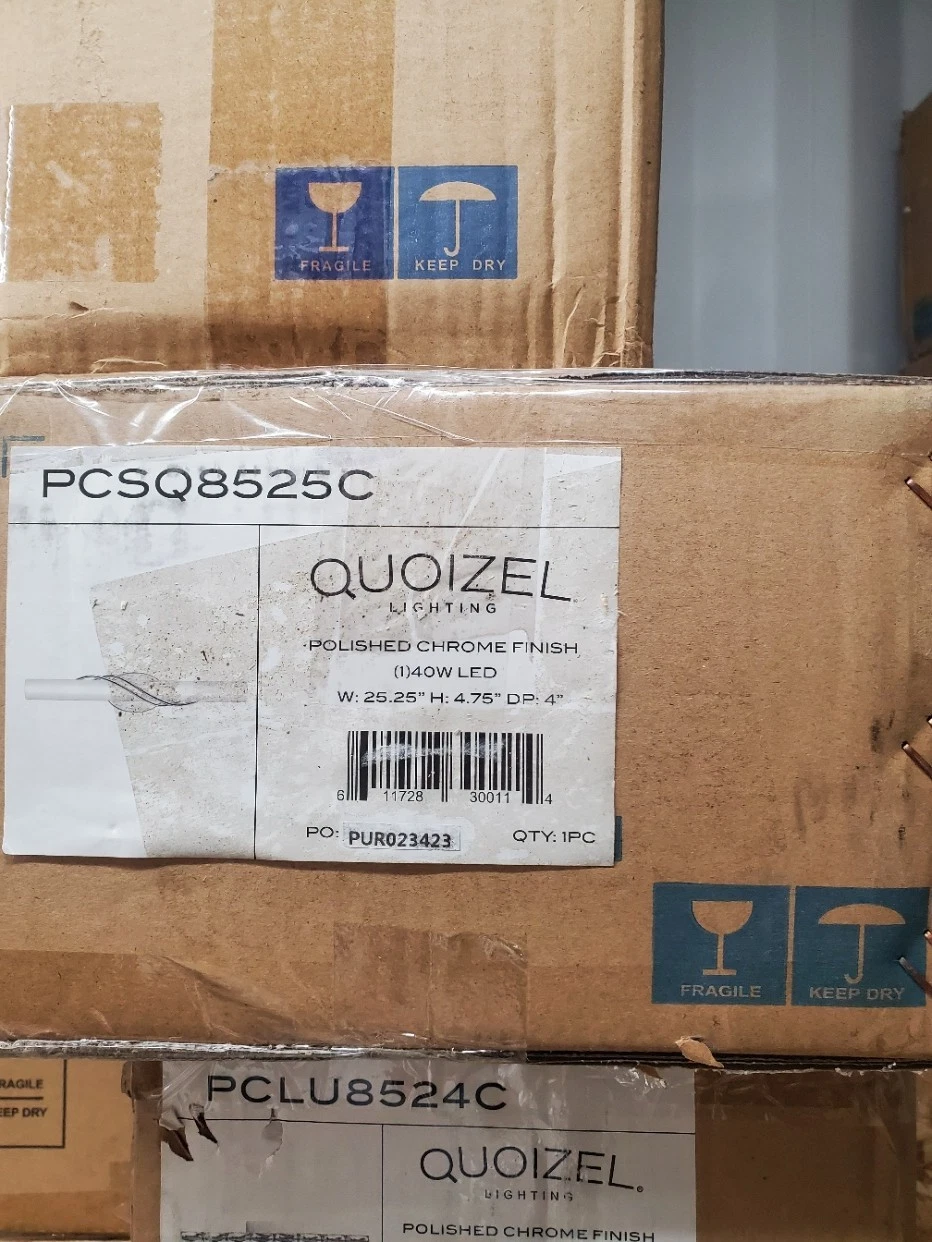 FRAGILE KEEP DRY
PCSQ8525C
QUOIZEL
LIGHTING
POLISHED CHROME FINISH
(1)40W LED
W: 25.25" H: 4.75" DP: 4"
6 11728 30011 4
PO: PUR023423 QTY: 1PC
FRAGILE KEEP DRY
RAGILE
EEP DRY
PCLU8524C
QUOIZEL.
LIGHTING
POLISHED CHROME FINISH